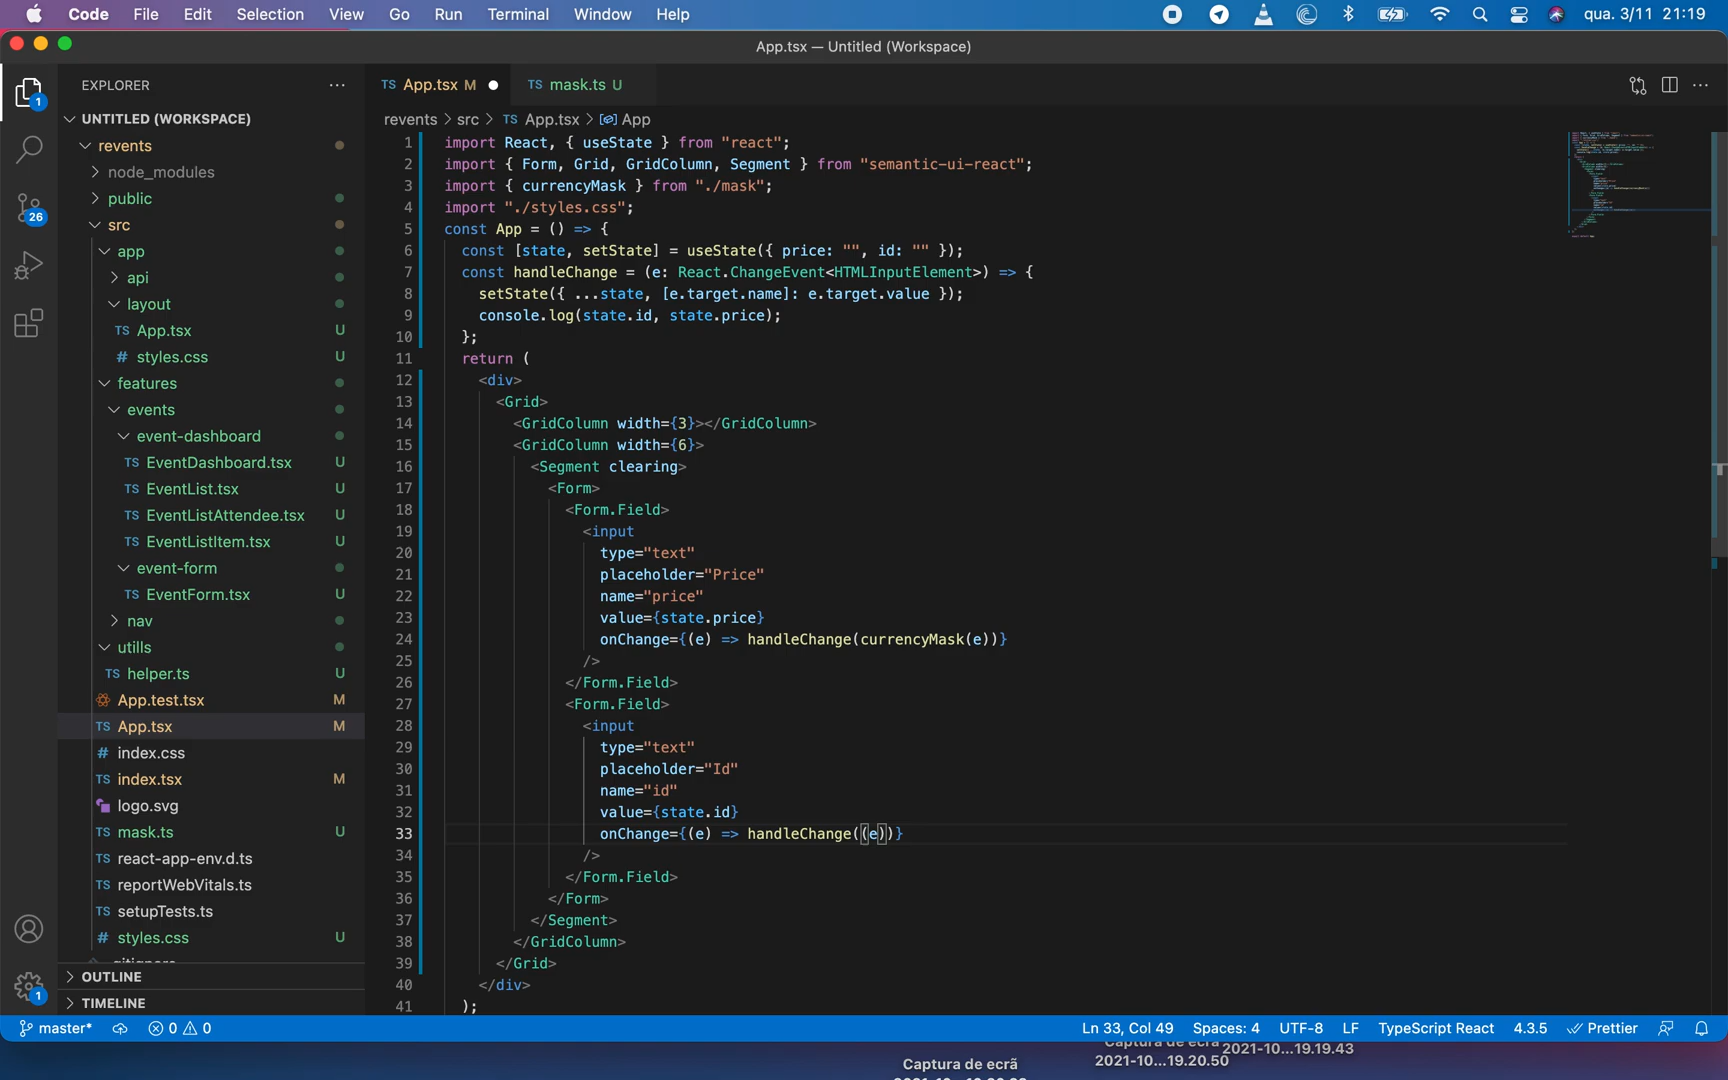 Code File Edit Selection View Go Run Terminal Window Help qua. 3/11 21:19
App.tsx — Untitled (Workspace)
EXPLORER
UNTITLED (WORKSPACE)
revents
node_modules
public
src
app
api
layout
TS App.tsx U
# styles.css U
features
events
event-dashboard
TS EventDashboard.tsx U
TS EventList.tsx U
TS EventListAttendee.tsx U
TS EventListItem.tsx U
event-form
TS EventForm.tsx U
nav
utills
TS helper.ts U
App.test.tsx M
TS App.tsx M
# index.css
TS index.tsx M
logo.svg
TS mask.ts U
TS react-app-env.d.ts
TS reportWebVitals.ts
TS setupTests.ts
# styles.css U
OUTLINE
TIMELINE
1
26
1
TS App.tsx M
TS mask.ts U
revents > src > TS App.tsx > App
1 import React, { useState } from "react";
2 import { Form, Grid, GridColumn, Segment } from "semantic-ui-react";
3 import { currencyMask } from "./mask";
4 import "./styles.css";
5 const App = () => {
6 const [state, setState] = useState({ price: "", id: "" });
7 const handleChange = (e: React.ChangeEvent<HTMLInputElement>) => {
8 setState({ ...state, [e.target.name]: e.target.value });
9 console.log(state.id, state.price);
10 };
11 return (
12 <div>
13 <Grid>
14 <GridColumn width={3}></GridColumn>
15 <GridColumn width={6}>
16 <Segment clearing>
17 <Form>
18 <Form.Field>
19 <input
20 type="text"
21 placeholder="Price"
22 name="price"
23 value={state.price}
24 onChange={(e) => handleChange(currencyMask(e))}
25 />
26 </Form.Field>
27 <Form.Field>
28 <input
29 type="text"
30 placeholder="Id"
31 name="id"
32 value={state.id}
33 onChange={(e) => handleChange((e))}
34 />
35 </Form.Field>
36 </Form>
37 </Segment>
38 </GridColumn>
39 </Grid>
40 </div>
41 );
master* 0 0 Ln 33, Col 49 Spaces: 4 UTF-8 LF TypeScript React 4.3.5 Prettier
Captura de ecrã
2021-10...19.20.50
2021-10...19.19.43
Captura de ecrã